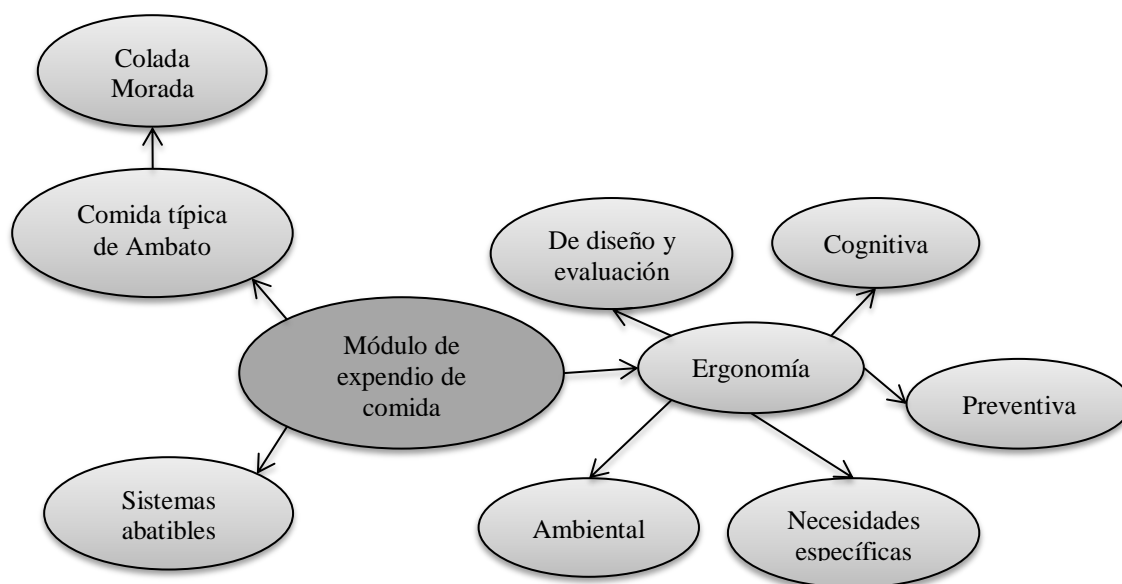 Colada
Morada
Comida típica
de Ambato
De diseño y
evaluación
Cognitiva
Módulo de
expendio de
comida
Ergonomía
Preventiva
Sistemas
abatibles
Ambiental
Necesidades
específicas